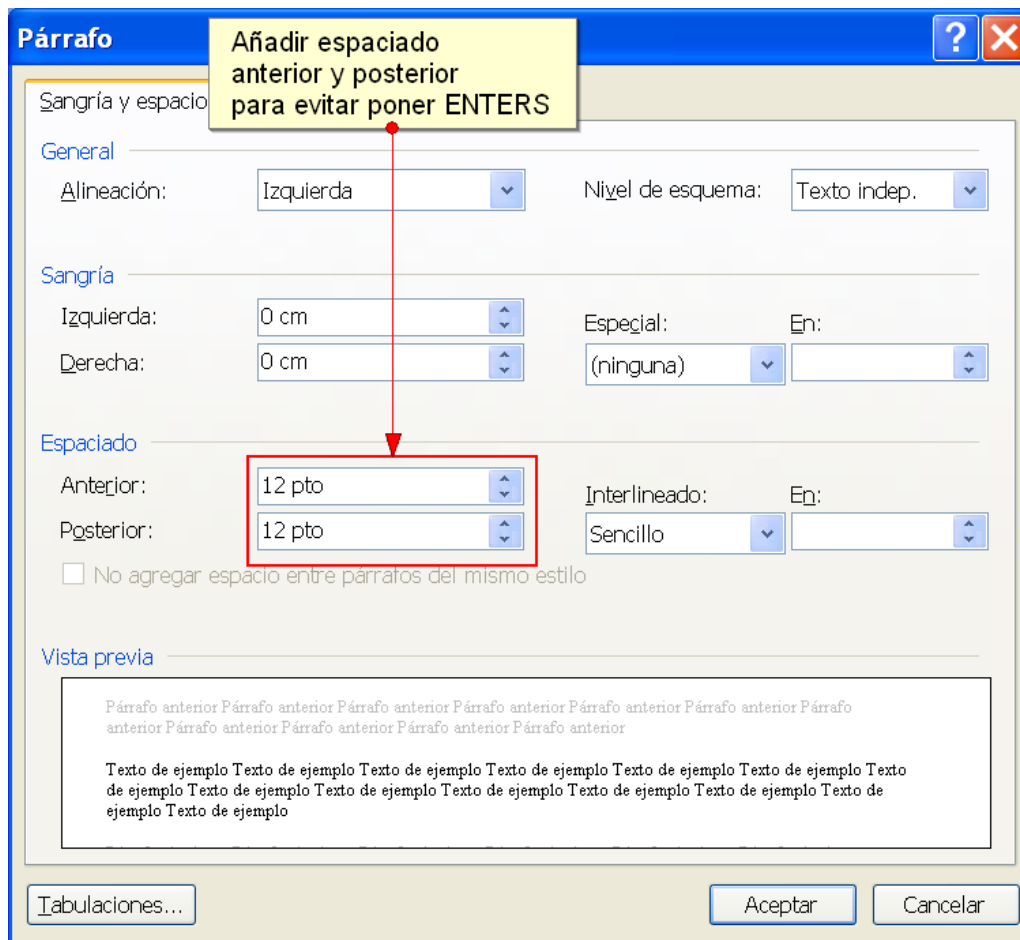 Párrafo
Añadir espaciado
anterior y posterior
para evitar poner ENTERS
?
Sangría y espacio
General
Alineación: Izquierda Nivel de esquema: Texto indep.
Sangría
Izquierda: 0 cm Especial: En:
Derecha: 0 cm (ninguna)
Espaciado
Anterior: 12 pto Interlineado: En:
Posterior: 12 pto Sencillo
No agregar espacio entre párrafos del mismo estilo
Vista previa
Párrafo anterior Párrafo anterior Párrafo anterior Párrafo anterior Párrafo anterior Párrafo anterior Párrafo
anterior Párrafo anterior Párrafo anterior Párrafo anterior Párrafo anterior
Texto de ejemplo Texto de ejemplo Texto de ejemplo Texto de ejemplo Texto de ejemplo Texto de ejemplo Texto
de ejemplo Texto de ejemplo Texto de ejemplo Texto de ejemplo Texto de ejemplo Texto de ejemplo Texto de
ejemplo Texto de ejemplo
Tabulaciones... Aceptar Cancelar